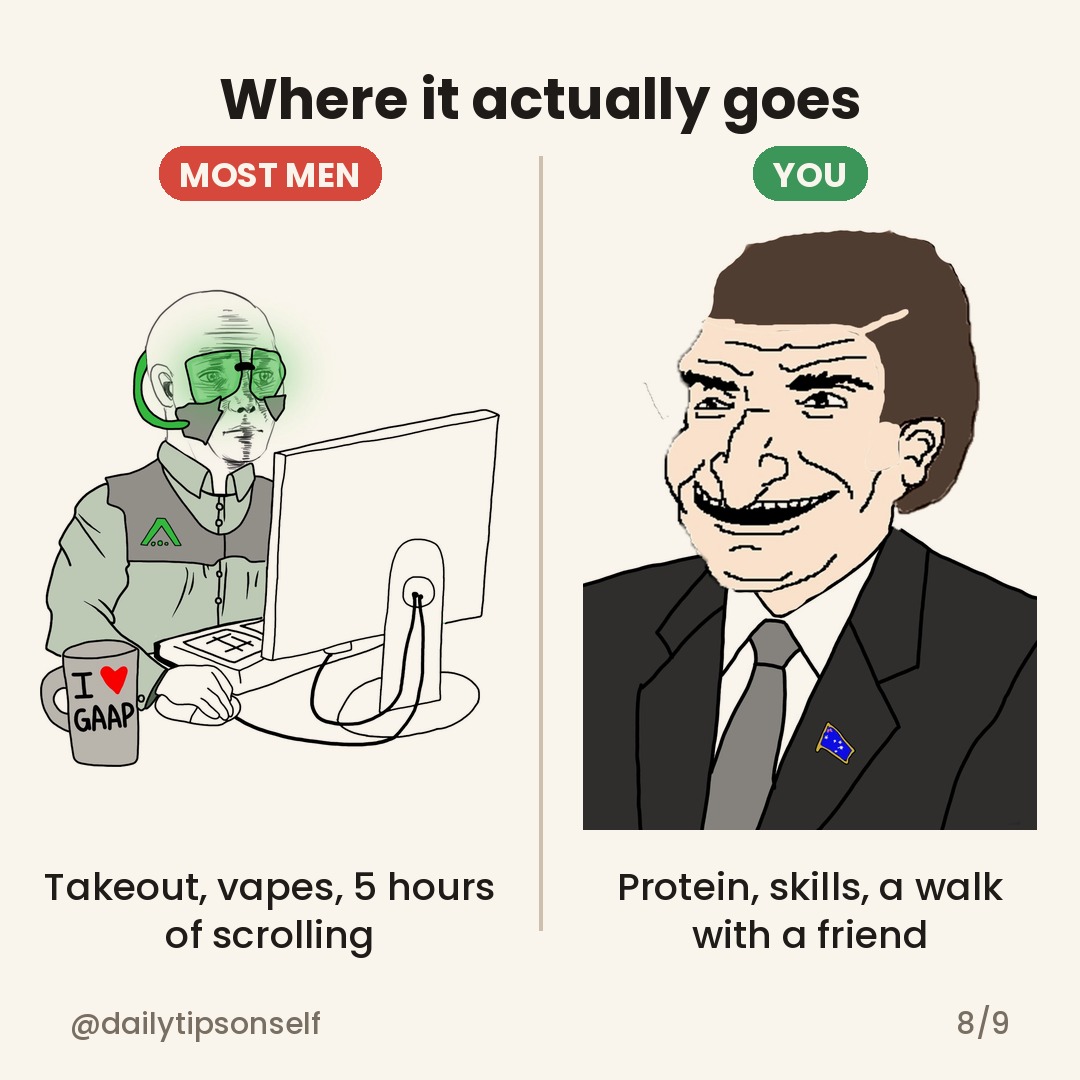 Where it actually goes
MOST MEN
YOU
I ❤ GAAP
Takeout, vapes, 5 hours
of scrolling
Protein, skills, a walk
with a friend
@dailytipsonself
8/9